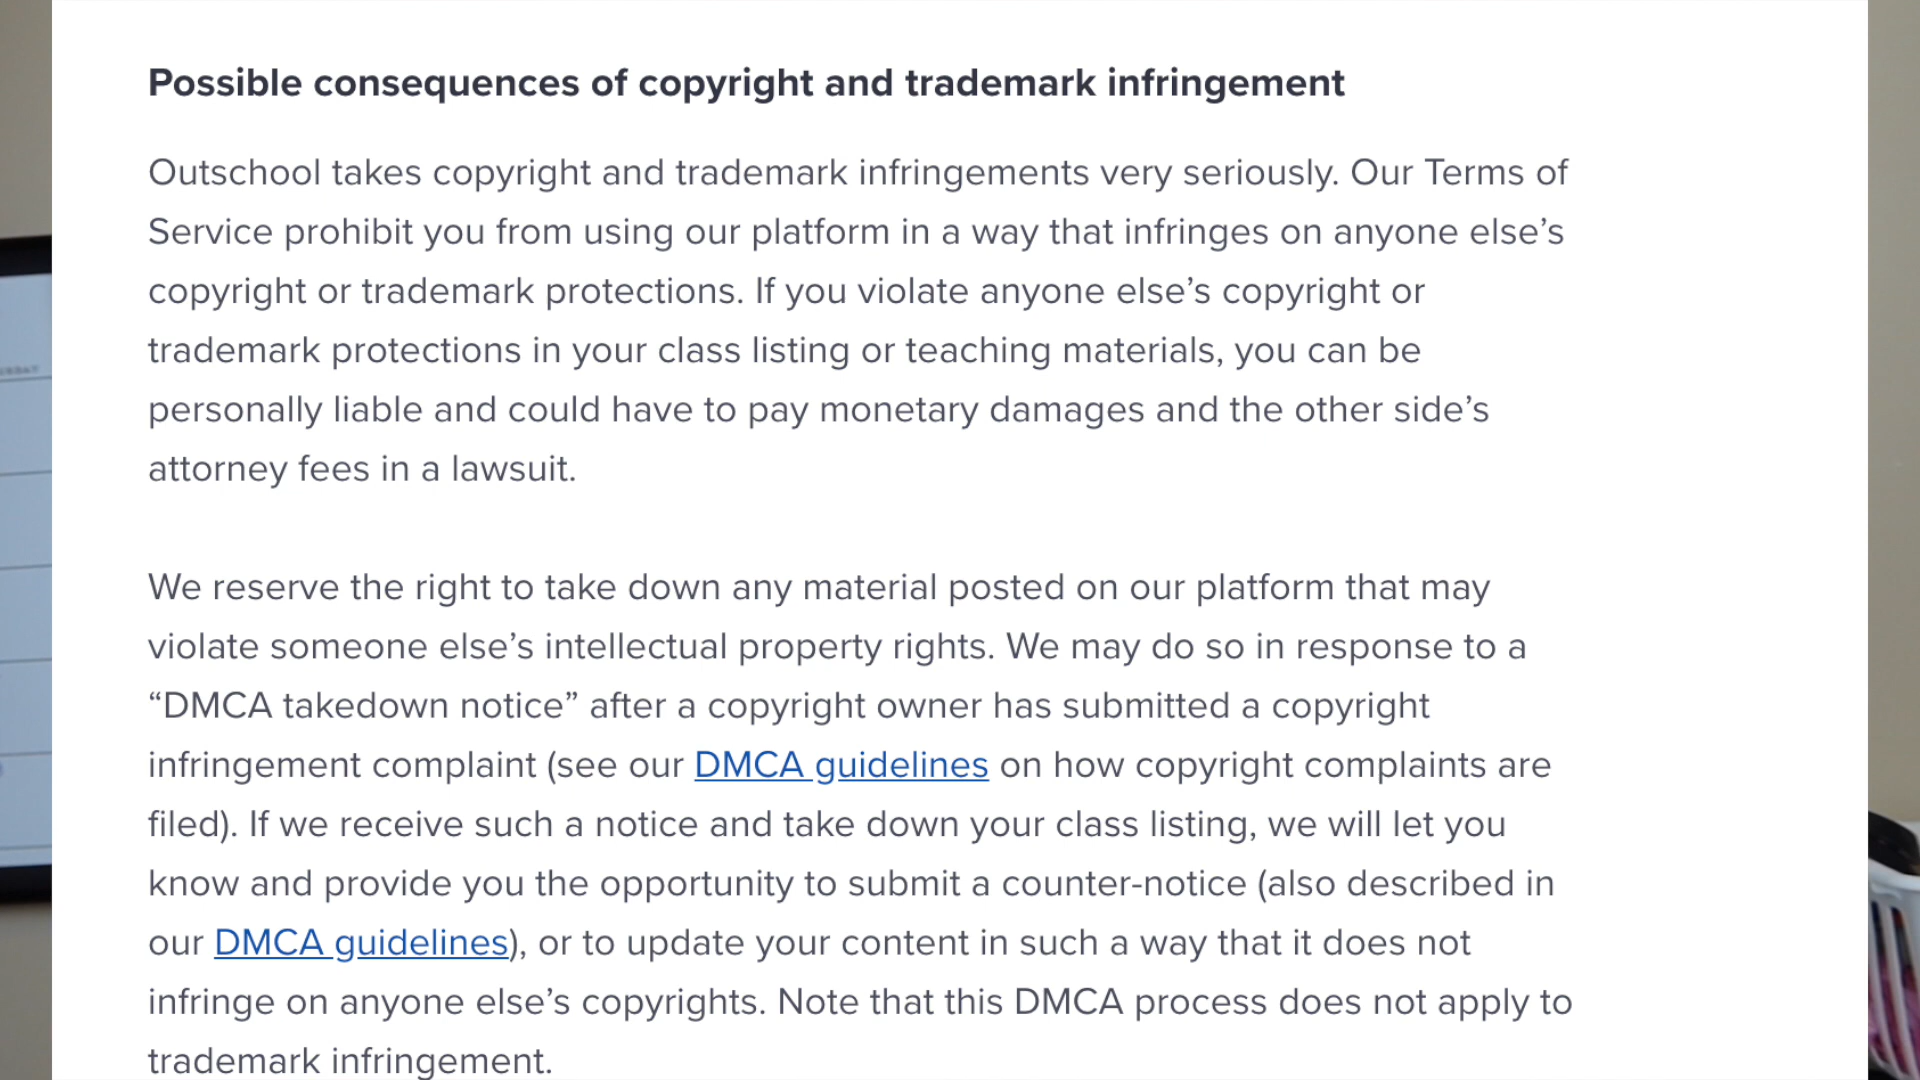 Possible consequences of copyright and trademark infringement
Outschool takes copyright and trademark infringements very seriously. Our Terms of
Service prohibit you from using our platform in a way that infringes on anyone else’s
copyright or trademark protections. If you violate anyone else’s copyright or
trademark protections in your class listing or teaching materials, you can be
personally liable and could have to pay monetary damages and the other side’s
attorney fees in a lawsuit.
We reserve the right to take down any material posted on our platform that may
violate someone else’s intellectual property rights. We may do so in response to a
“DMCA takedown notice” after a copyright owner has submitted a copyright
infringement complaint (see our DMCA guidelines on how copyright complaints are
filed). If we receive such a notice and take down your class listing, we will let you
know and provide you the opportunity to submit a counter-notice (also described in
our DMCA guidelines), or to update your content in such a way that it does not
infringe on anyone else’s copyrights. Note that this DMCA process does not apply to
trademark infringement.